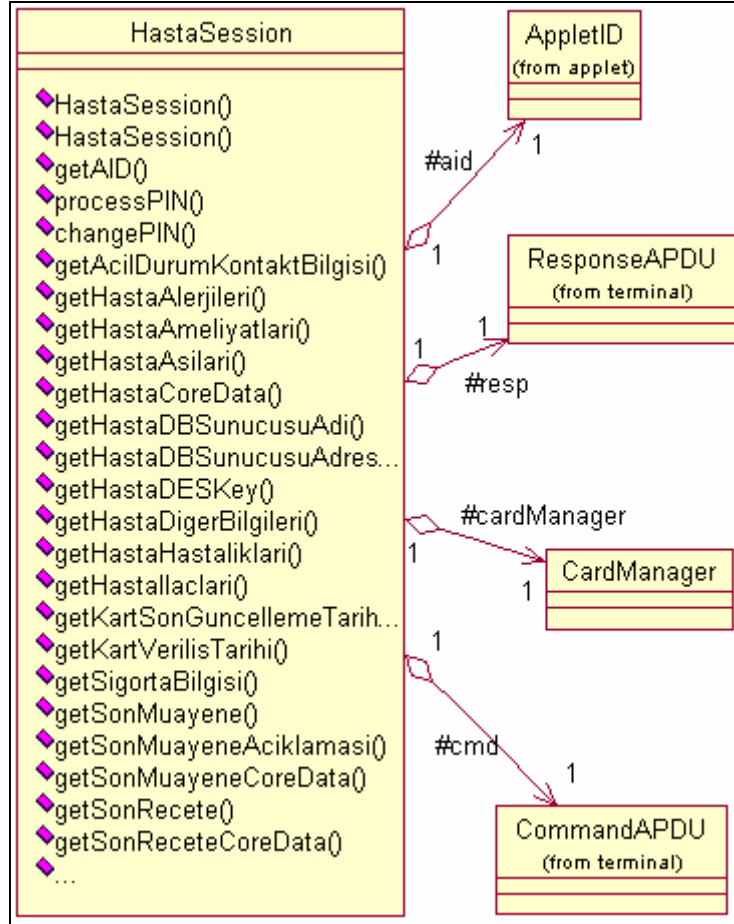 HastaSession
HastaSession()
HastaSession()
getAID()
processPIN()
changePIN()
getAcilDurumKontaktBilgisi()
getHastaAlerjileri()
getHastaAmeliyatlari()
getHastaAsilari()
getHastaCoreData()
getHastaDBSunucusuAdi()
getHastaDBSunucusuAdres...
getHastaDESKey()
getHastaDigerBilgileri()
getHastaHastaliklari()
getHastaIlaclari()
getKartSonGuncellemeTarih...
getKartVerilisTarihi()
getSigortaBilgisi()
getSonMuayene()
getSonMuayeneAciklamasi()
getSonMuayeneCoreData()
getSonRecete()
getSonReceteCoreData()
...
AppletID
(from applet)
1
#aid
1
ResponseAPDU
(from terminal)
1
1
#resp
#cardManager
1
CardManager
1
1
#cmd
1
CommandAPDU
(from terminal)